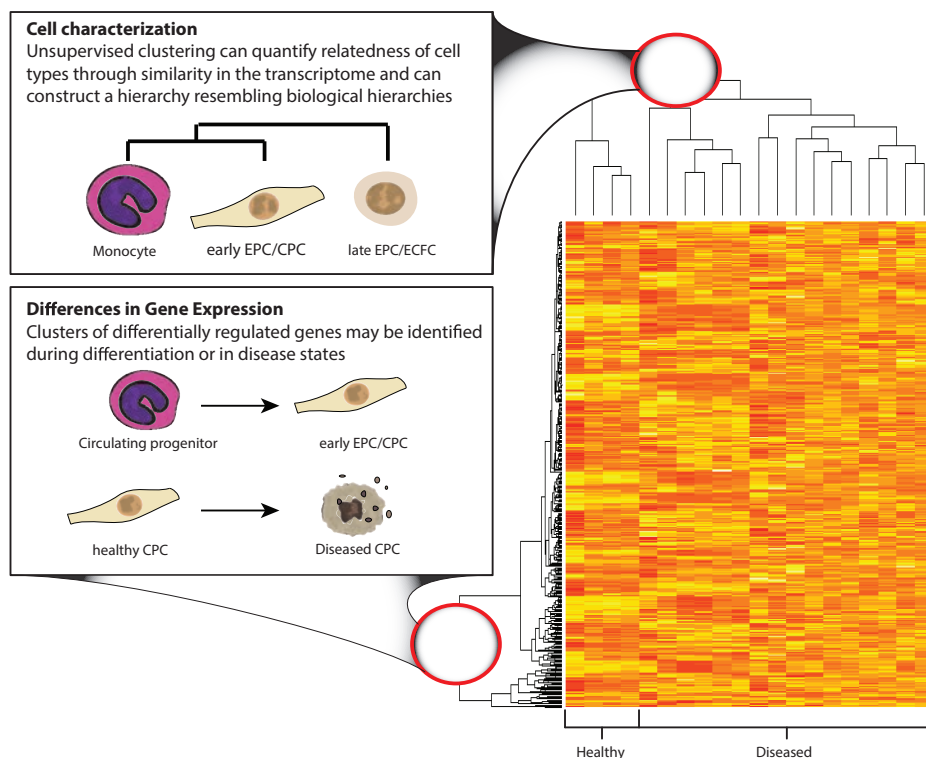 Cell characterization
Unsupervised clustering can quantify relatedness of cell
types through similarity in the transcriptome and can
construct a hierarchy resembling biological hierarchies
Monocyte
early EPC/CPC
late EPC/ECFC
Differences in Gene Expression
Clusters of differentially regulated genes may be identified
during differentiation or in disease states
Circulating progenitor
early EPC/CPC
healthy CPC
Diseased CPC
Healthy
Diseased